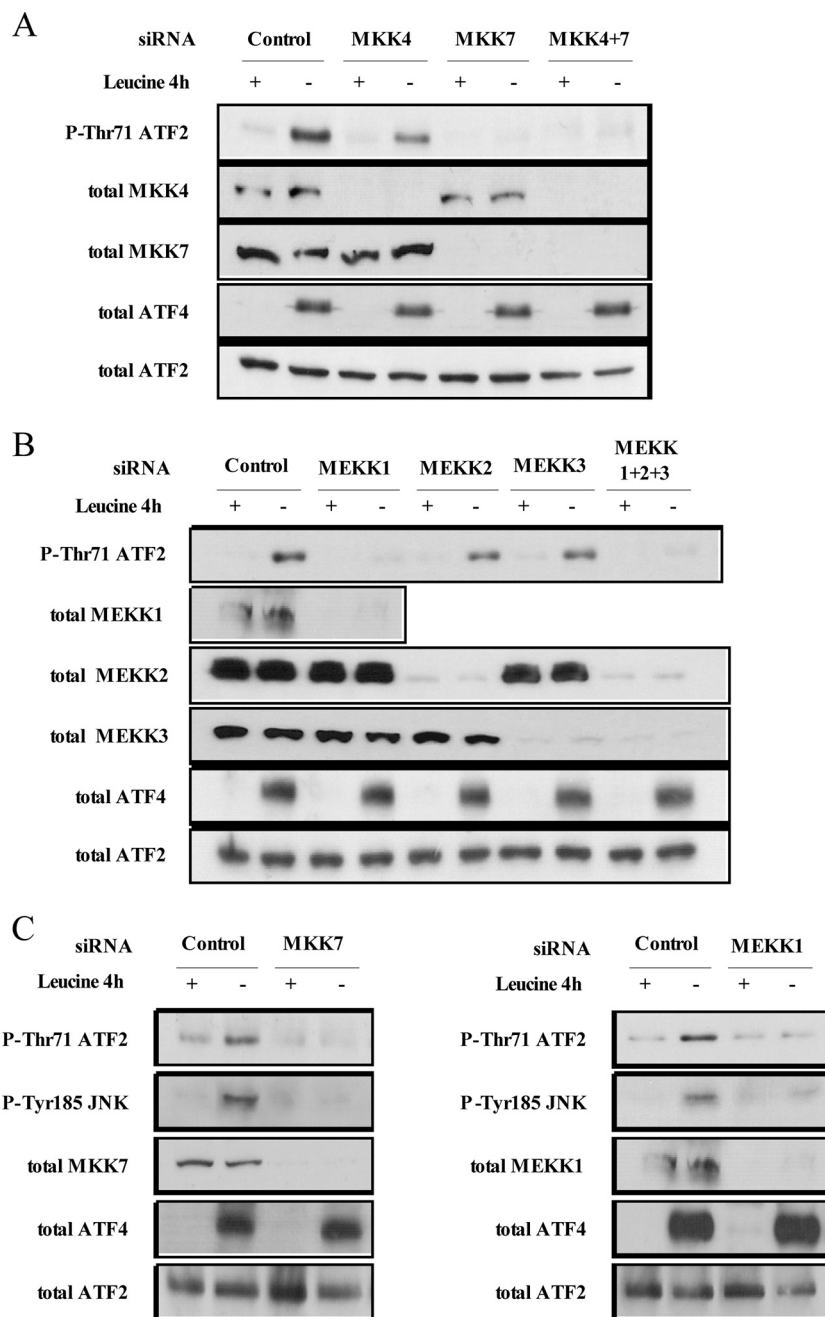 A
siRNA Control MKK4 MKK7 MKK4+7
Leucine 4h + - + - + - + -
P-Thr71 ATF2
total MKK4
total MKK7
total ATF4
total ATF2
B
siRNA Control MEKK1 MEKK2 MEKK3 MEKK 1+2+3
Leucine 4h + - + - + - + - + -
P-Thr71 ATF2
total MEKK1
total MEKK2
total MEKK3
total ATF4
total ATF2
C
siRNA Control MKK7
Leucine 4h + - + -
P-Thr71 ATF2
P-Tyr185 JNK
total MKK7
total ATF4
total ATF2
siRNA Control MEKK1
Leucine 4h + - + -
P-Thr71 ATF2
P-Tyr185 JNK
total MEKK1
total ATF4
total ATF2